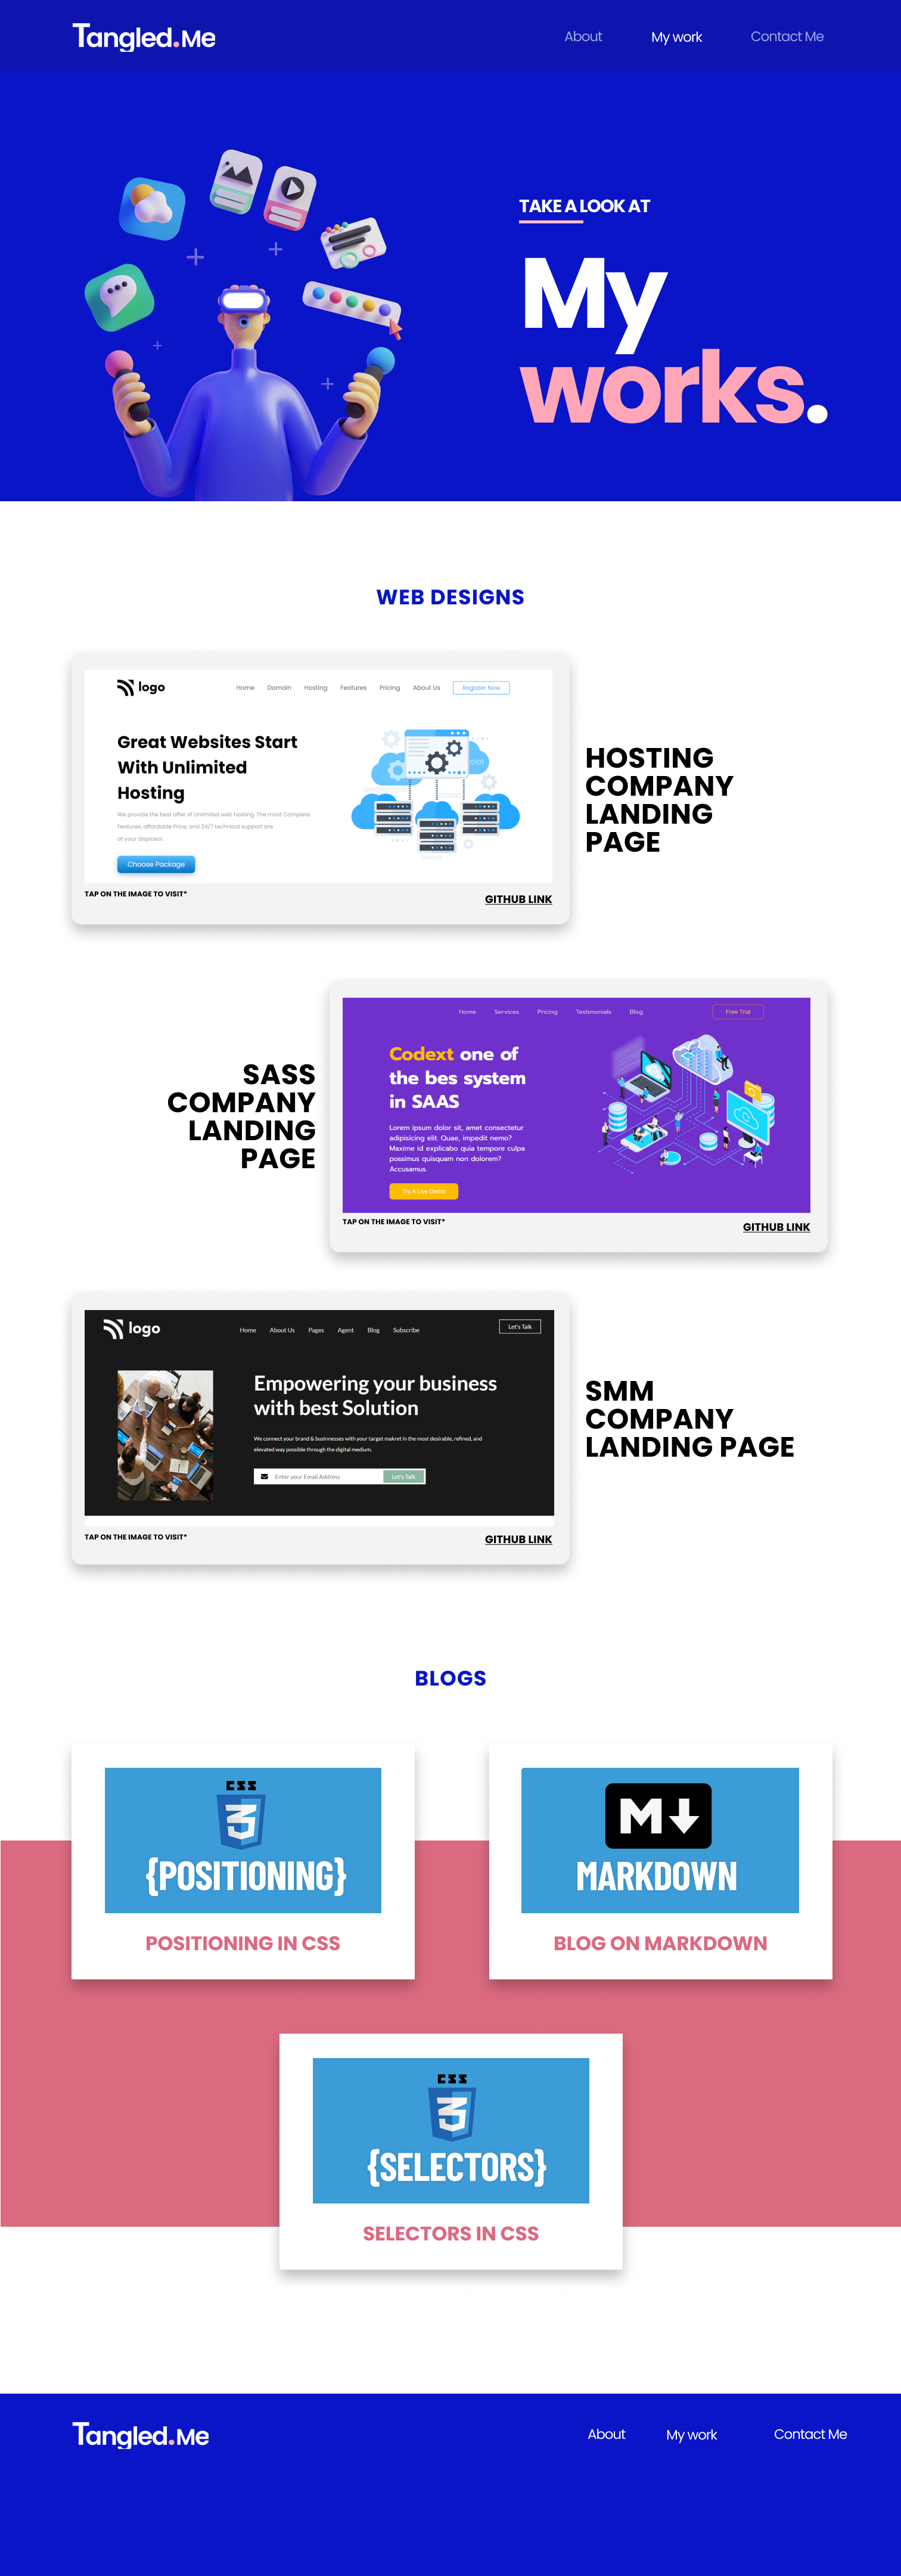 Tangled.Me
About My work Contact Me
TAKE A LOOK AT
My
works.
WEB DESIGNS
logo
Home Domain Hosting Features Pricing About Us Register Now
Great Websites Start
With Unlimited
Hosting
We provide the best offer of Unlimited web hosting. The most Complete
Features, affordable Price, and 24/7 technical support are
at your displosal.
Choose Package
TAP ON THE IMAGE TO VISIT*
GITHUB LINK
HOSTING
COMPANY
LANDING
PAGE
SASS
COMPANY
LANDING
PAGE
Home Services Pricing Testimonials Blog Free Trial
Codext one of
the bes system
in SAAS
Lorem ipsum dolor sit, amet consectetur
adipisicing elit. Quae, impedit nemo?
Maxime id explicabo quia tempore culpa
possimus quisquam non dolorem?
Accusamus.
Try A Live Demo
TAP ON THE IMAGE TO VISIT*
GITHUB LINK
logo
Home About Us Pages Agent Blog Subscribe Let's Talk
Empowering your business
with best Solution
We connect your brand & businesses with your target makret in the most desirable, refined, and
elevated way possible through the digital medium.
Enter your Email Address Let's Talk
TAP ON THE IMAGE TO VISIT*
GITHUB LINK
SMM
COMPANY
LANDING PAGE
BLOGS
CSS
3
{POSITIONING}
POSITIONING IN CSS
M
MARKDOWN
BLOG ON MARKDOWN
CSS
3
{SELECTORS}
SELECTORS IN CSS
Tangled.Me
About My work Contact Me